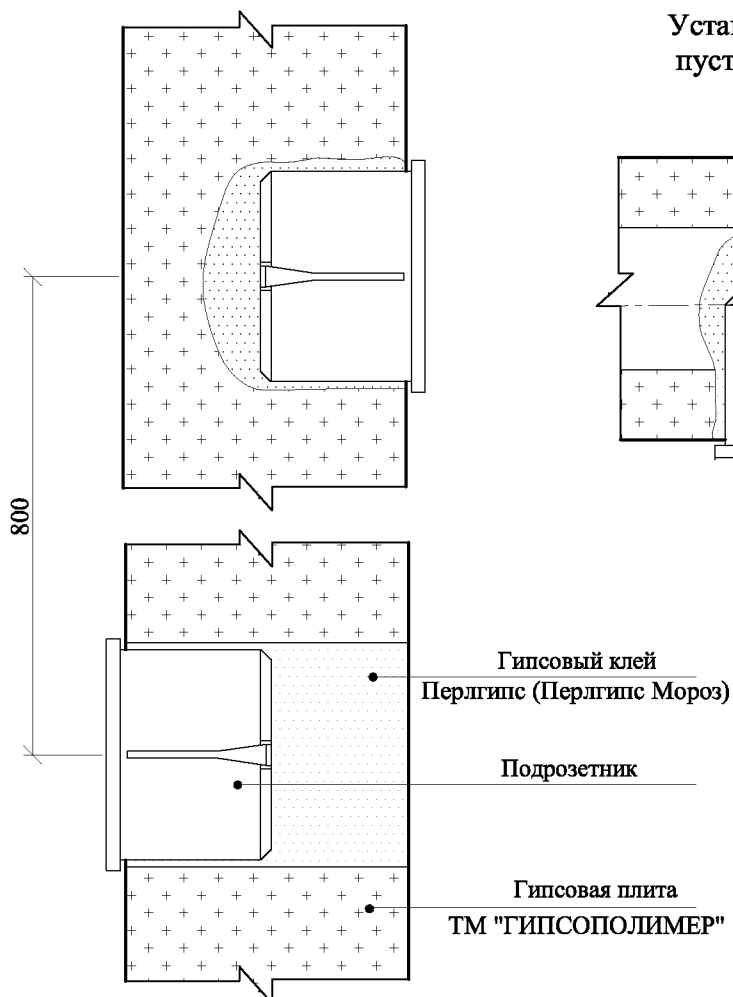 800
Гипсовый клей
Перлгипс (Перлгипс Мороз)
Подрозетник
Гипсовая плита
ТМ "ГИПСОПОЛИМЕР"